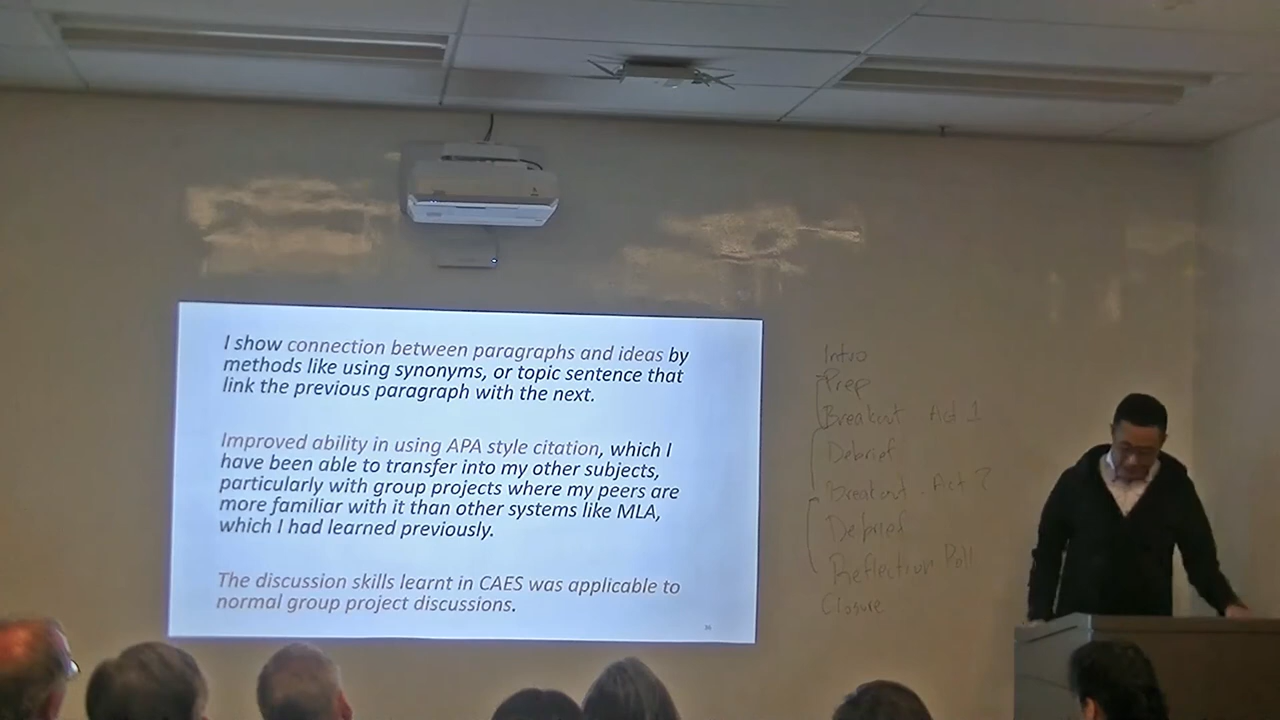 I show connection between paragraphs and ideas by
methods like using synonyms, or topic sentence that
link the previous paragraph with the next.
Improved ability in using APA style citation, which I
have been able to transfer into my other subjects,
particularly with group projects where my peers are
more familiar with it than other systems like MLA,
which I had learned previously.
The discussion skills learnt in CAES was applicable to
normal group project discussions.
Intro
Prep
Breakout Act 1
Debrief
Breakout Act 2
Debrief
Reflection Poll
Closure